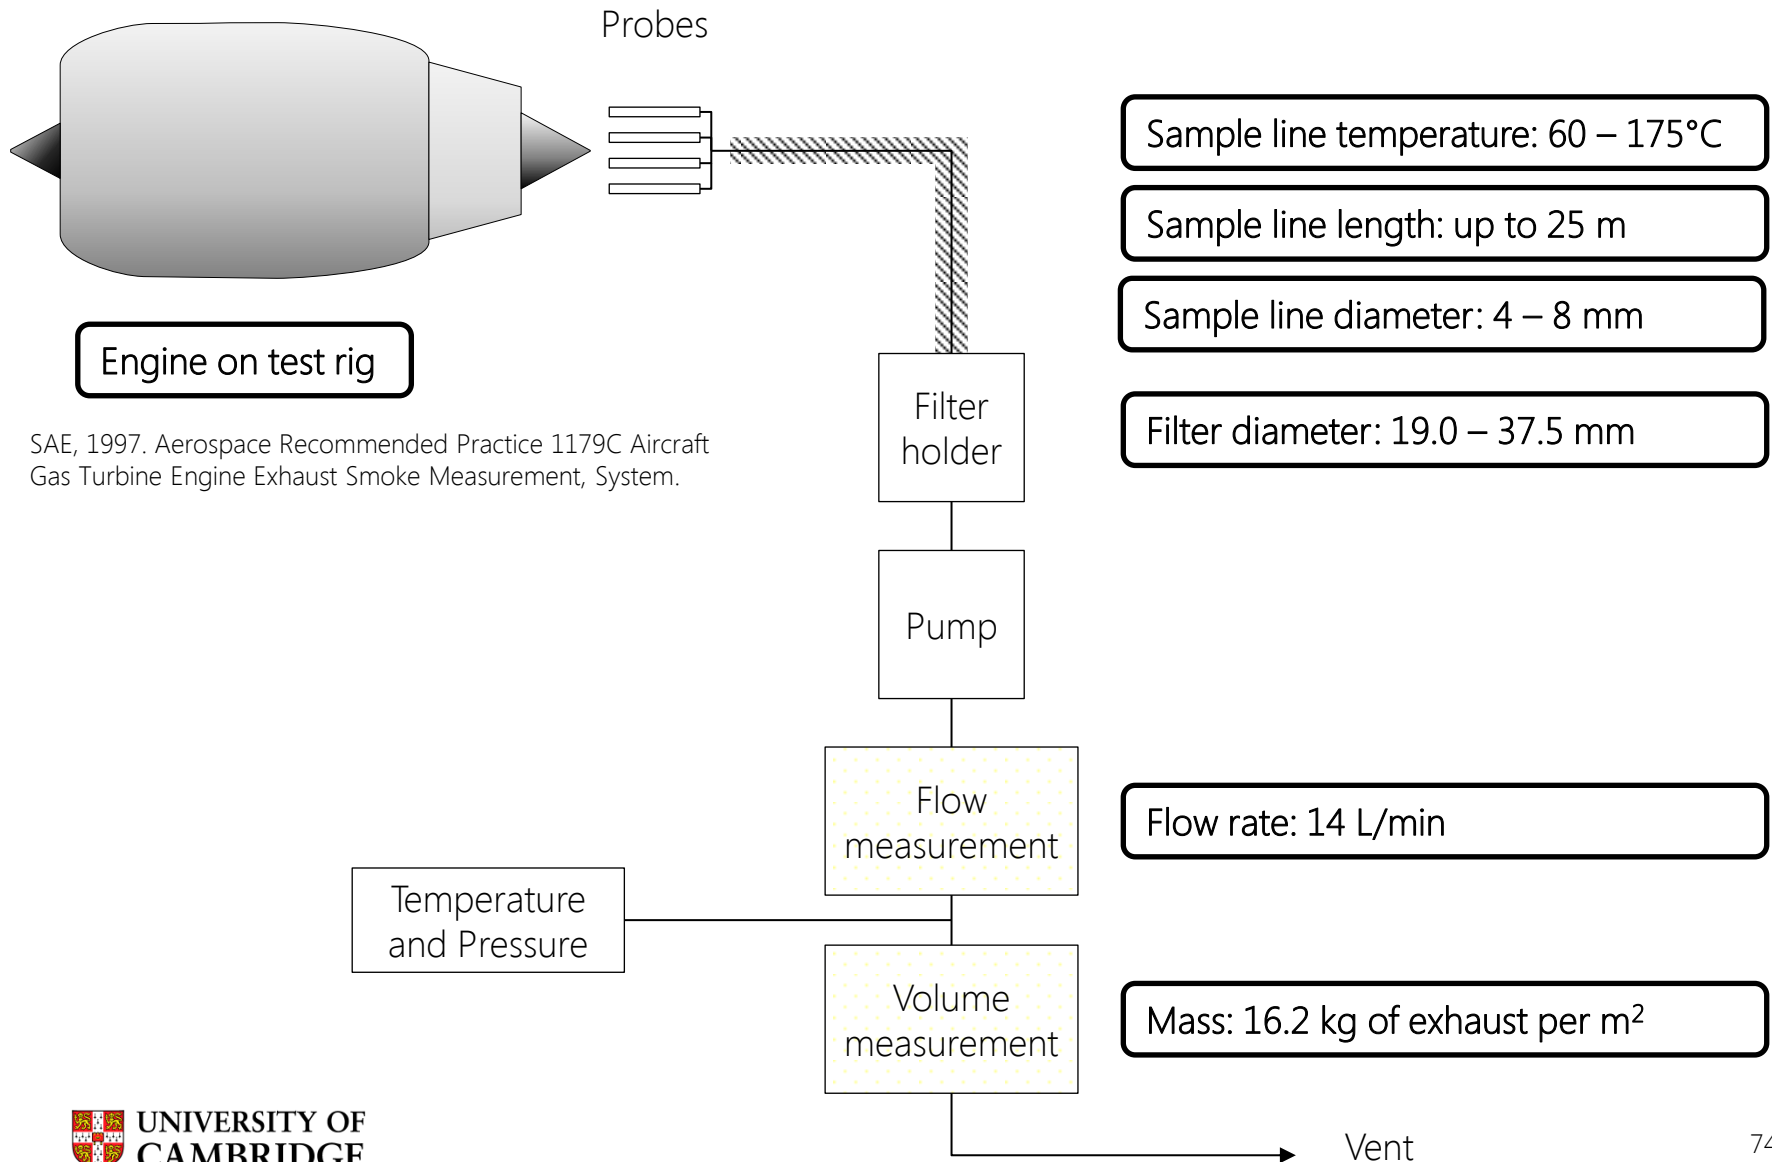 Probes
Sample line temperature: 60 – 175°C
Sample line length: up to 25 m
Sample line diameter: 4 – 8 mm
Engine on test rig
Filter
holder
Filter diameter: 19.0 – 37.5 mm
SAE, 1997. Aerospace Recommended Practice 1179C Aircraft
Gas Turbine Engine Exhaust Smoke Measurement, System.
Pump
Flow
measurement
Flow rate: 14 L/min
Temperature
and Pressure
Volume
measurement
Mass: 16.2 kg of exhaust per m²
UNIVERSITY OF
CAMBRIDGE
Vent
74